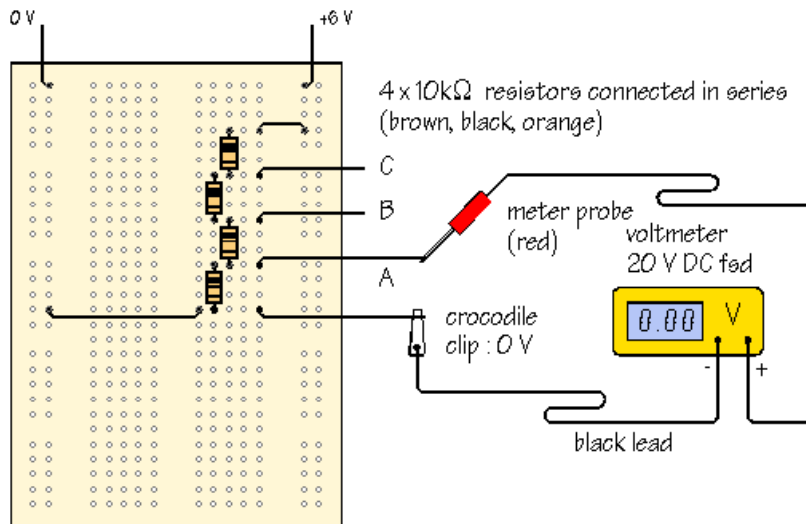 0 V
+6 V
4 x 10kΩ resistors connected in series
(brown, black, orange)
C
B
A
meter probe
(red)
voltmeter
20 V DC fsd
0.00
V
-
+
crocodile
clip : 0 V
black lead